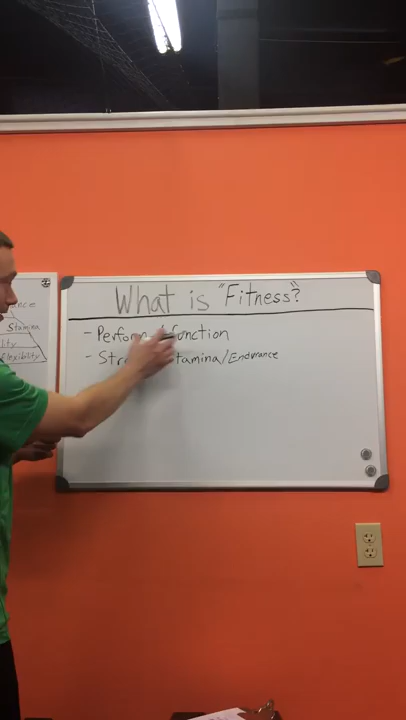 What is "Fitness?"
- Perform function
- Stamina/Endurance
Stamina
flexibility